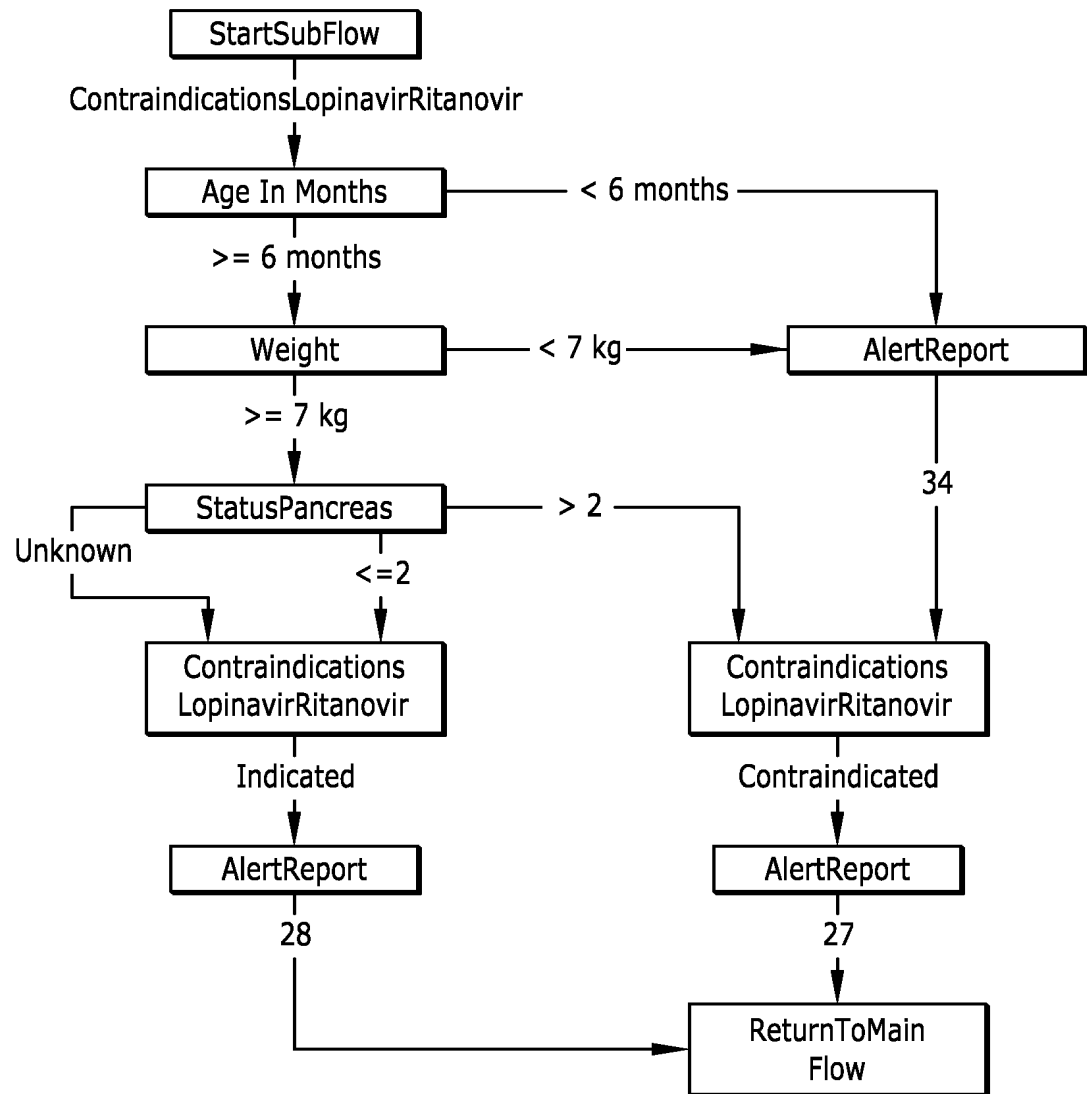 StartSubFlow
ContraindicationsLopinavirRitanovir
Age In Months
< 6 months
>= 6 months
Weight
< 7 kg
AlertReport
>= 7 kg
34
StatusPancreas
> 2
Unknown
<=2
Contraindications
LopinavirRitanovir
Contraindications
LopinavirRitanovir
Indicated
Contraindicated
AlertReport
AlertReport
28
27
ReturnToMain
Flow